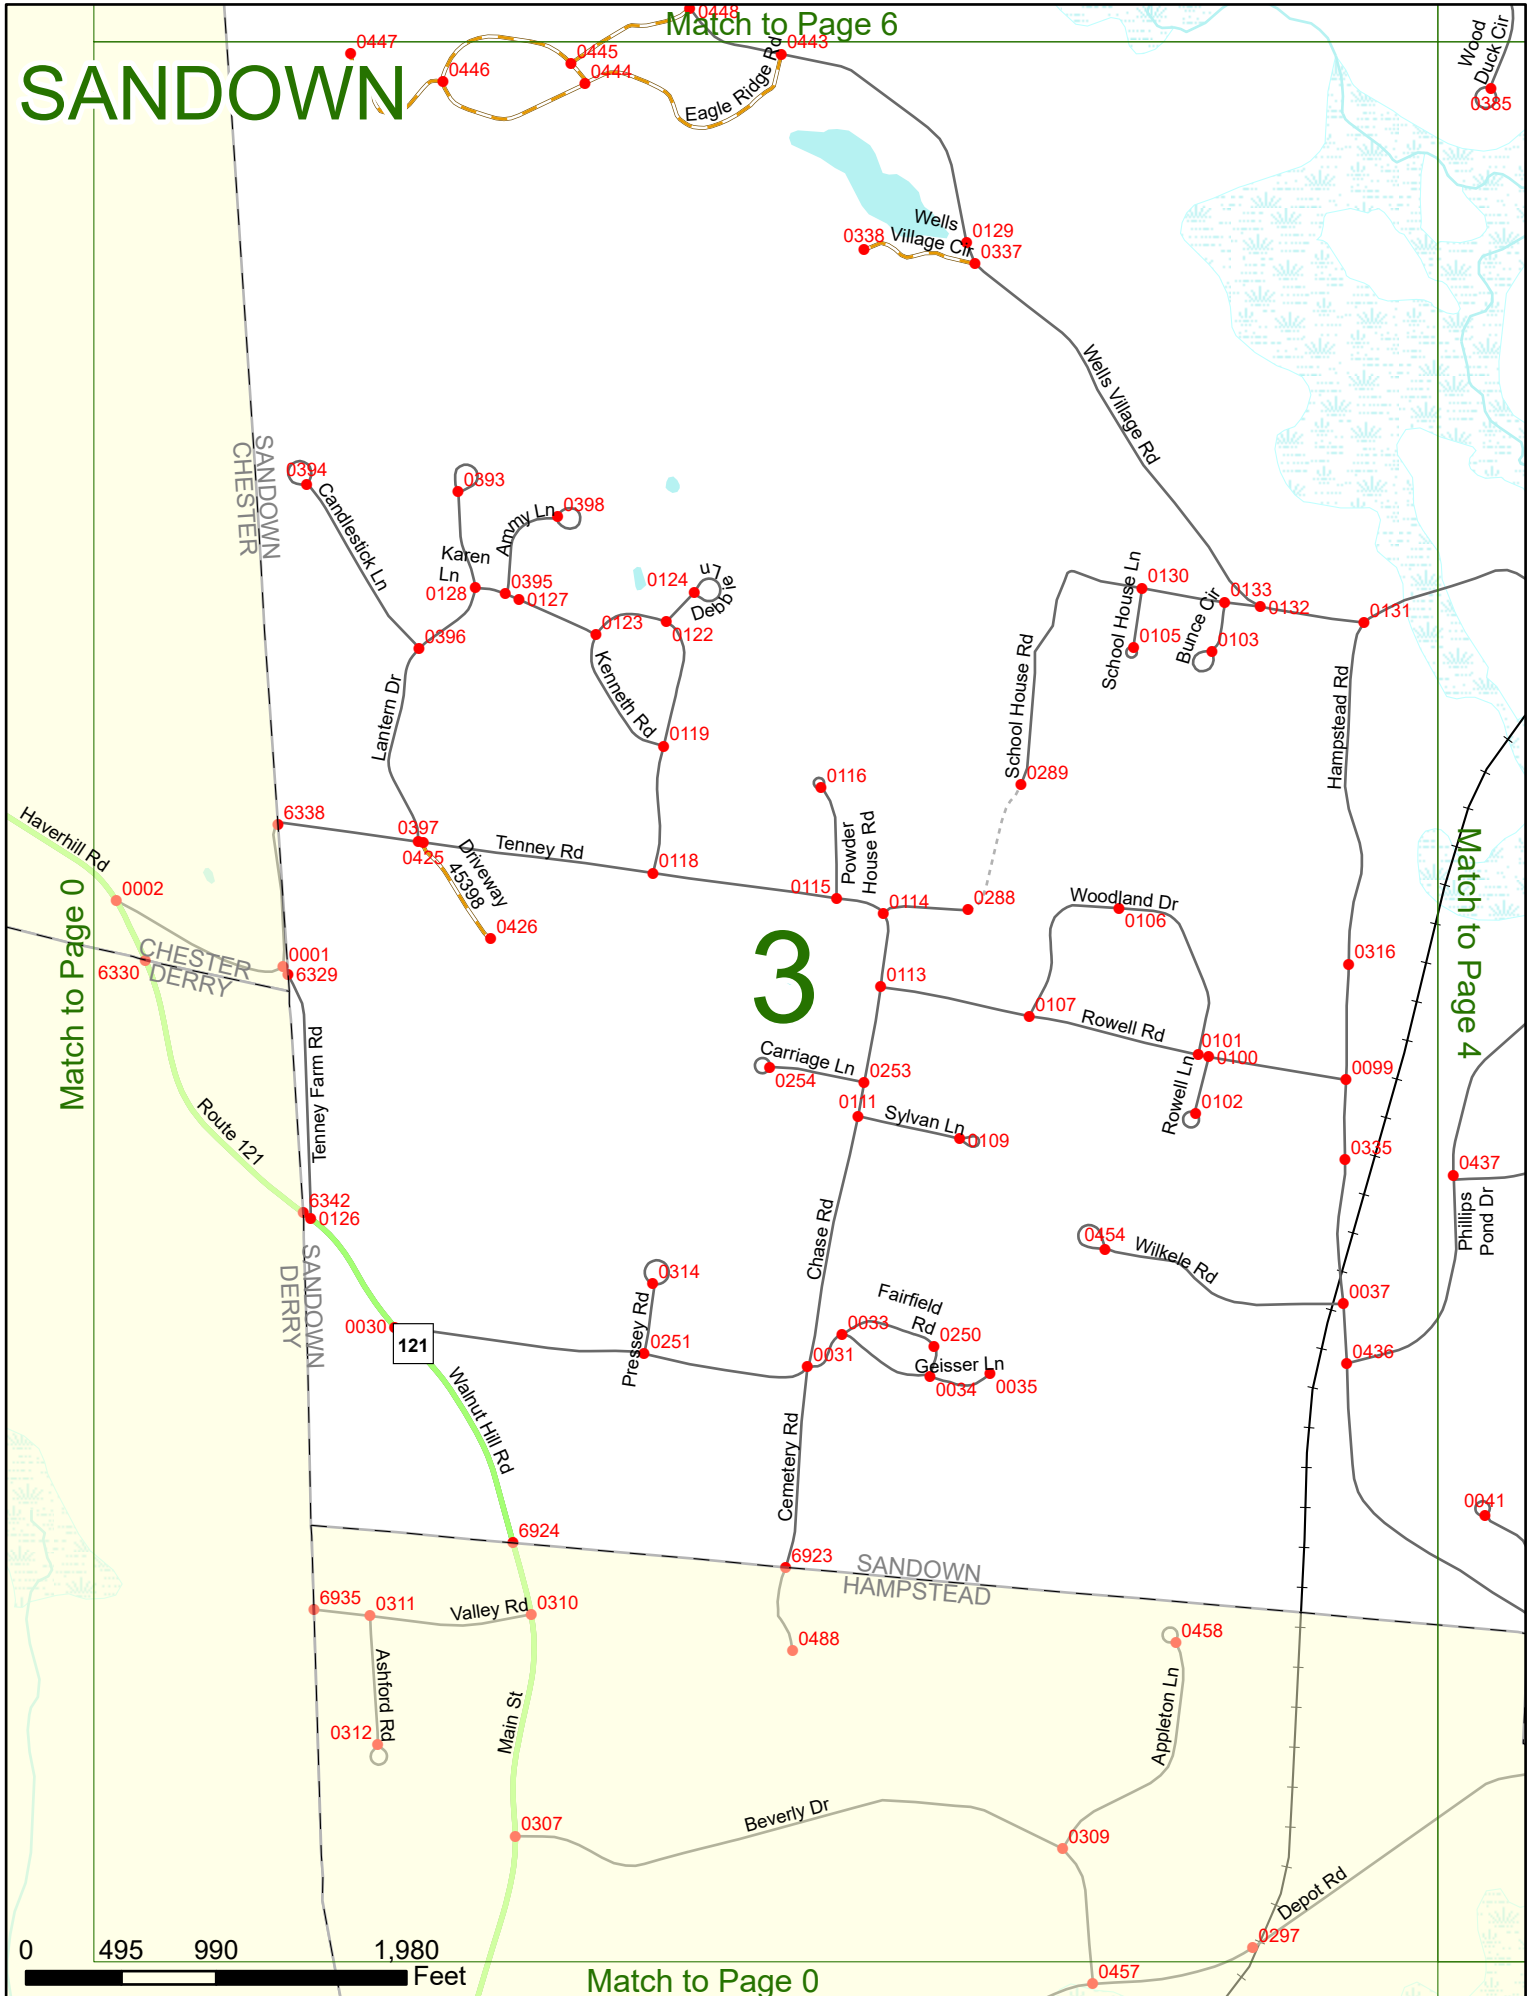 0448
Match to Page 6
0447
0445
0443
0446
0444
SANDOWN
Eagle Ridge Rd
Wood
Duck Cir
0385
Wells
Village Cir
0338
0129
0337
Wells Village Rd
SANDOWN
CHESTER
0394
0393
0398
Candlestick Ln
Ammy Ln
Karen
Ln
0128
0395
0127
0124
Debbie Ln
0123
0122
0396
Kenneth Rd
Lantern Dr
0119
School House Ln
0130
0133
0132
0131
Bunce Cir
0105
0103
School House Rd
Hampstead Rd
0289
0116
Powder
House Rd
6338
0397
0425
Tenney Rd
Driveway
45398
0118
0115
0114
0288
0426
Haverhill Rd
0002
Match to Page 0
CHESTER
DERRY
6330
0001
6329
3
Woodland Dr
0106
Match to Page 4
0316
0113
0107
Rowell Rd
0101
0100
0099
Rowell Ln
0102
Carriage Ln
0254
0253
0111
Sylvan Ln
0109
Tenney Farm Rd
Route 121
0335
0437
Phillips
Pond Dr
6342
0126
SANDOWN
DERRY
Chase Rd
0454
Wilkele Rd
0037
0314
Pressey Rd
0251
Fairfield
Rd
0033
0250
0030
121
0031
Geisser Ln
0034
0035
0436
Walnut Hill Rd
Cemetery Rd
0041
6924
6923
SANDOWN
HAMPSTEAD
6935
0311
Valley Rd
0310
0488
0458
Ashford Rd
0312
Main St
Appleton Ln
0307
Beverly Dr
0309
Depot Rd
0297
0457
0
495
990
1,980
Feet
Match to Page 0